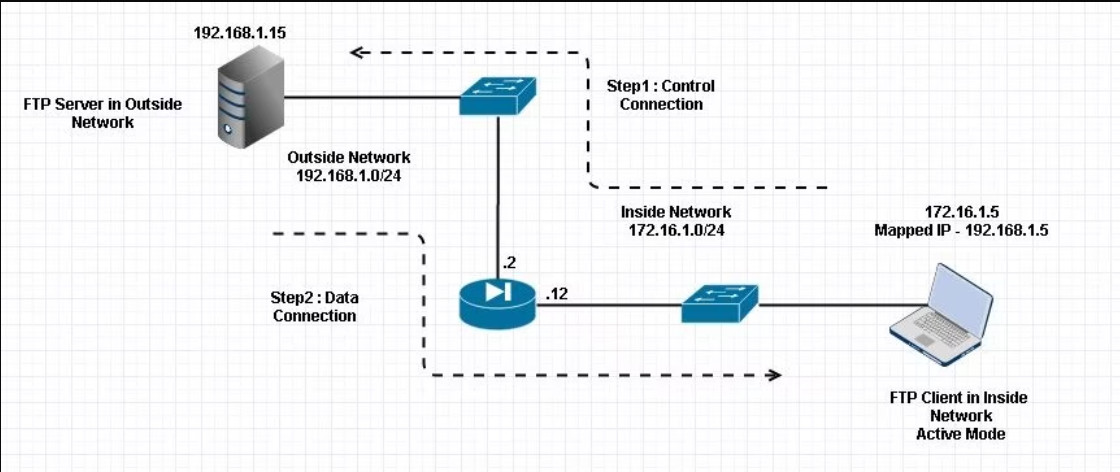 192.168.1.15
FTP Server in Outside
Network
Step1 : Control
Connection
Outside Network
192.168.1.0/24
Inside Network
172.16.1.0/24
172.16.1.5
Mapped IP - 192.168.1.5
.2
.12
Step2 : Data
Connection
FTP Client in Inside
Network
Active Mode